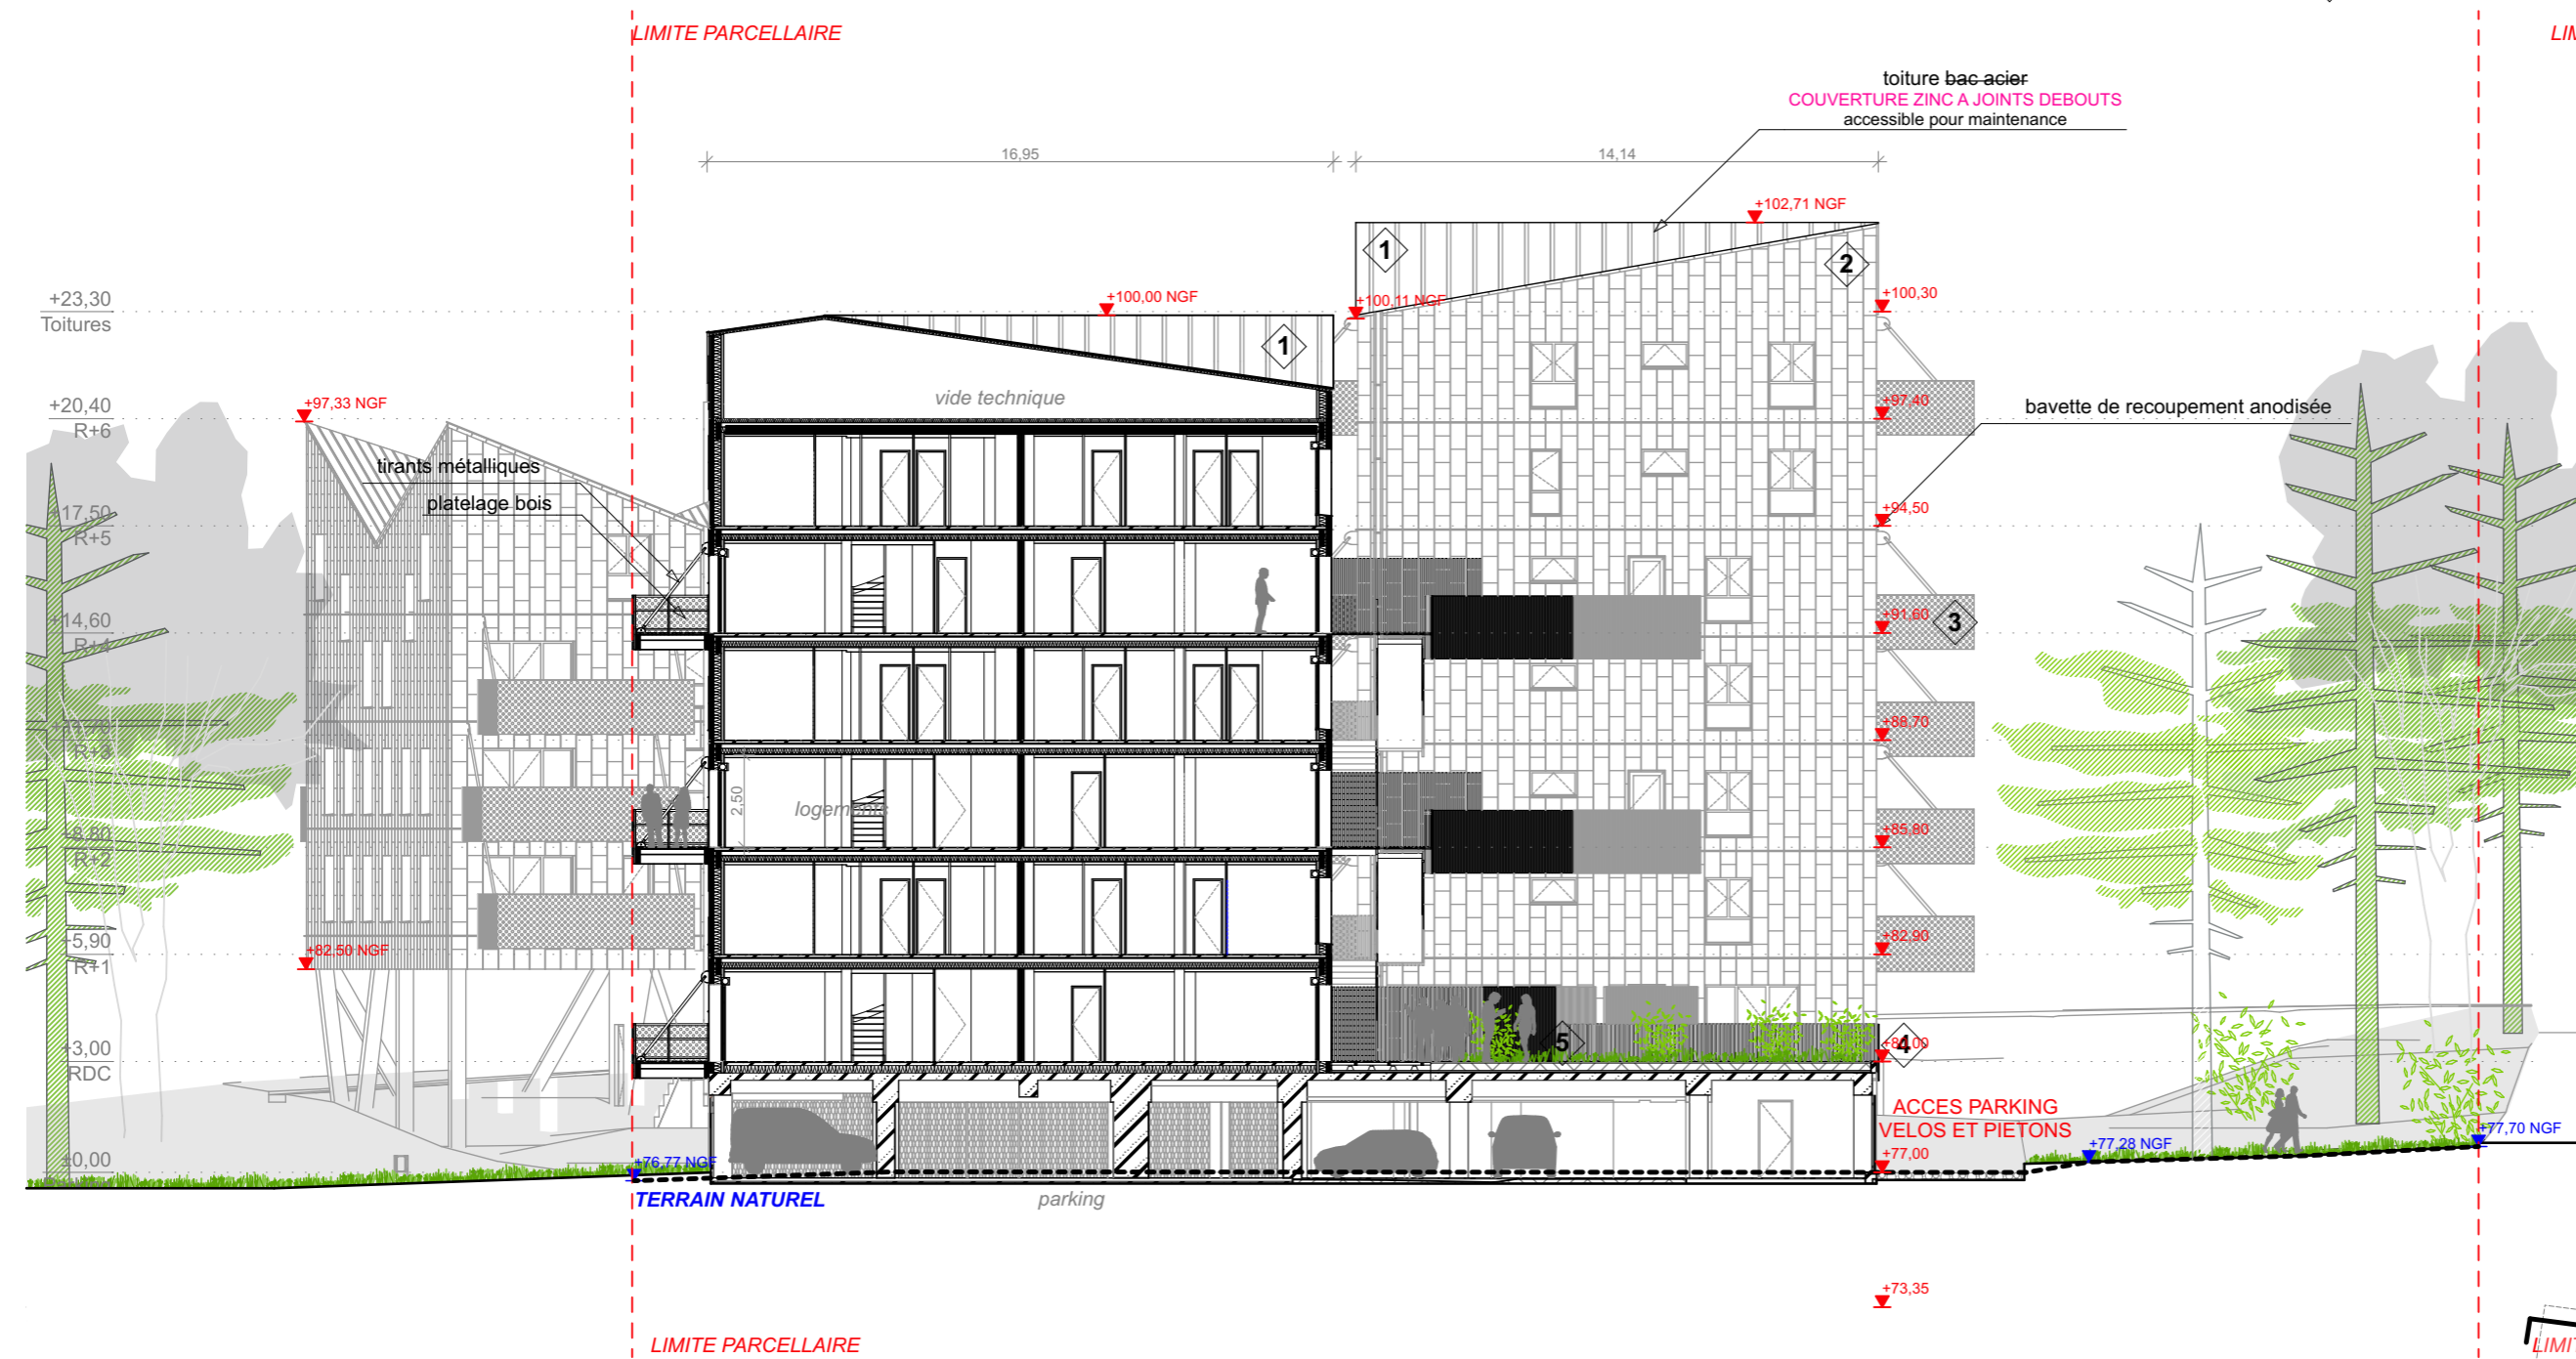 LIMITE PARCELLAIRE
LIM
toiture bac acier
COUVERTURE ZINC A JOINTS DEBOUTS
accessible pour maintenance
16,95
14,14
+102,71 NGF
1
2
+23,30
Toitures
+100,00 NGF
+100,11 NGF
+100,30
1
vide technique
+20,40
R+6
+97,33 NGF
+97,40
bavette de recoupement anodisée
tirants métalliques
platelage bois
+17,50
R+5
+94,50
+14,60
R+4
+91,60
3
R+3
+88,70
2,50
logements
+8,80
R+2
+85,80
+5,90
R+1
+82,50 NGF
+82,90
+3,00
RDC
5
4
ACCES PARKING
VELOS ET PIETONS
±0,00
+76,77 NGF
+77,00
+77,28 NGF
+77,70 NGF
TERRAIN NATUREL
parking
+73,35
LIMITE PARCELLAIRE
LIMIT